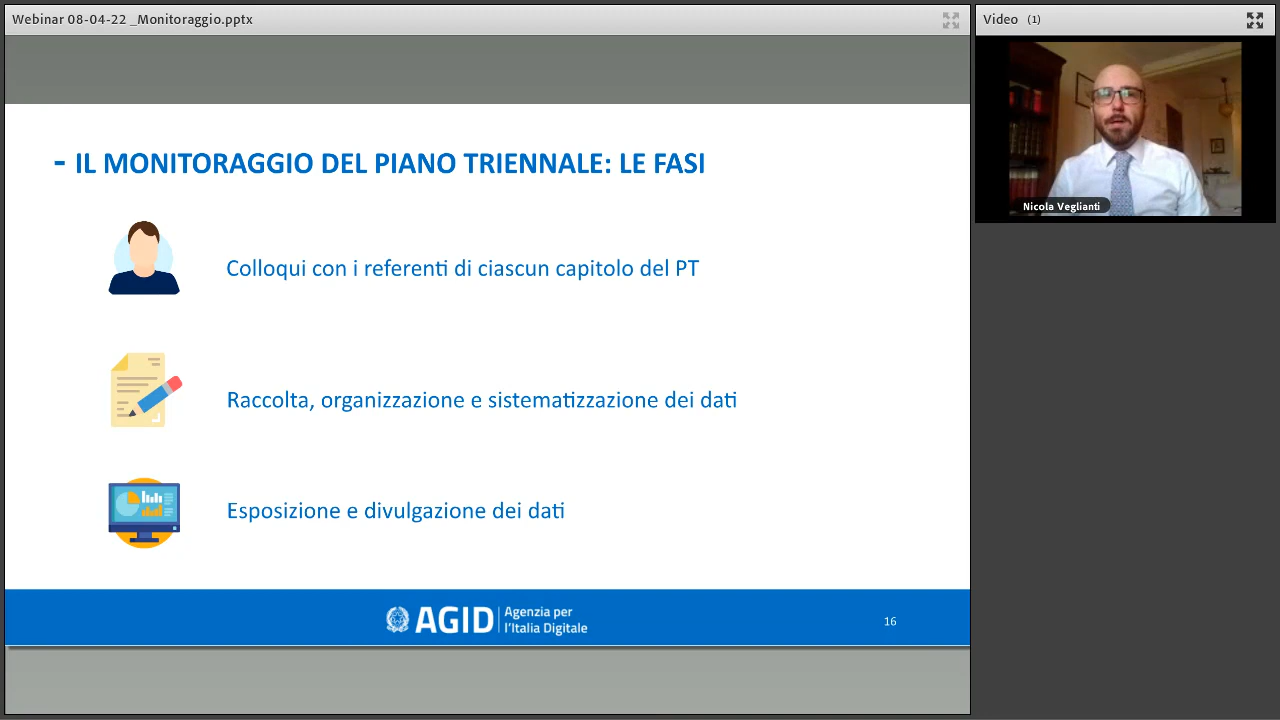 Webinar 08-04-22 _Monitoraggio.pptx
Video (1)
- IL MONITORAGGIO DEL PIANO TRIENNALE: LE FASI
Colloqui con i referenti di ciascun capitolo del PT
Raccolta, organizzazione e sistematizzazione dei dati
Esposizione e divulgazione dei dati
AGID
Agenzia per
l'Italia Digitale
16
Nicola Veglianti